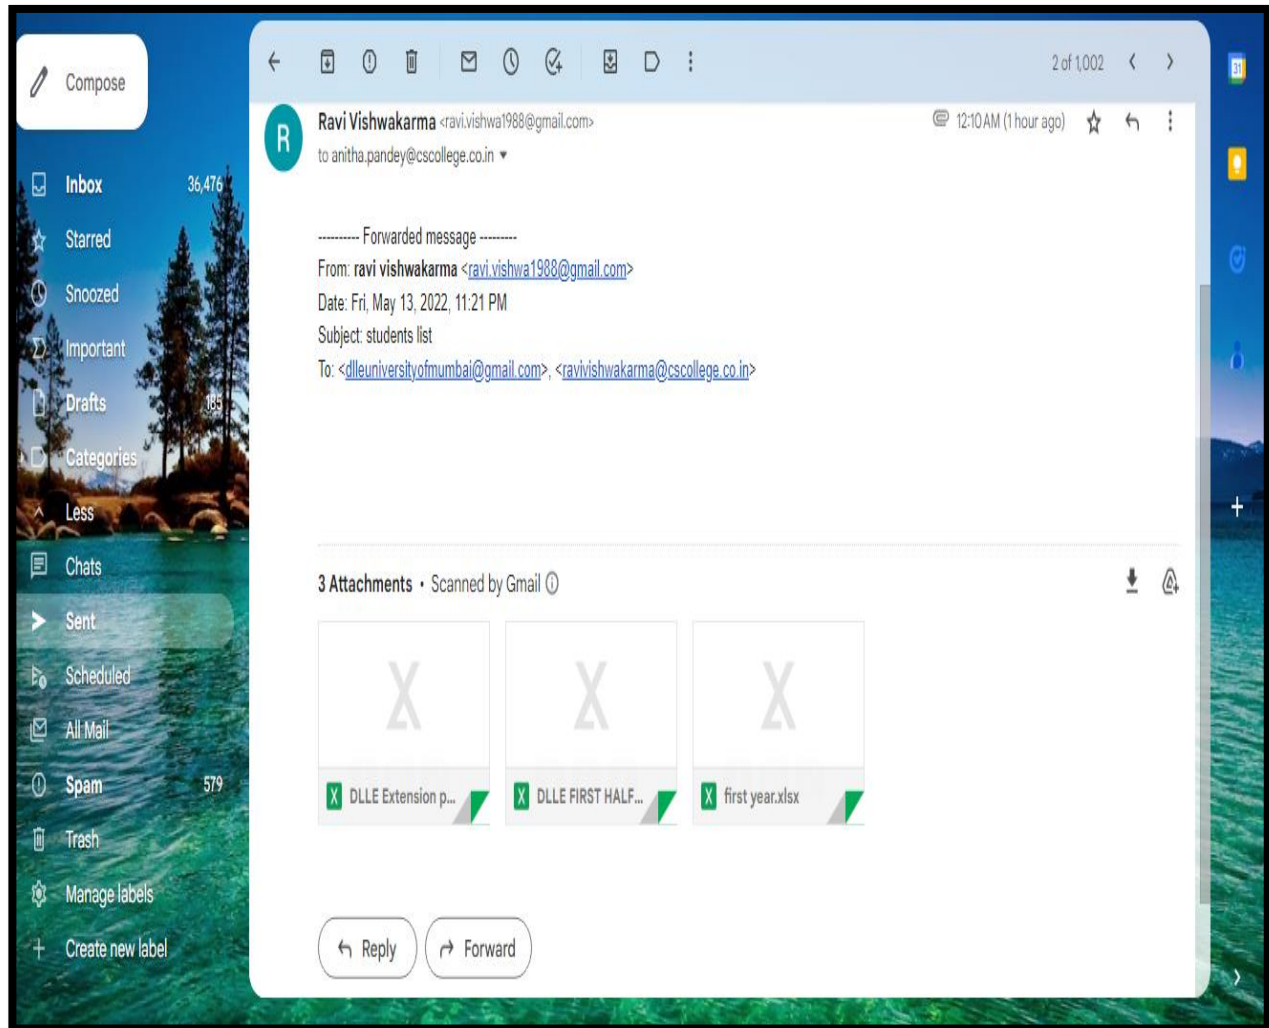 Compose
Inbox 36,476
Starred
Snoozed
Important
Drafts 185
Categories
Less
Chats
Sent
Scheduled
All Mail
Spam 579
Trash
Manage labels
Create new label
2 of 1,002
R
Ravi Vishwakarma <ravi.vishwa1988@gmail.com> 12:10 AM (1 hour ago)
to anitha.pandey@cscollege.co.in
---------- Forwarded message ---------
From: ravi vishwakarma <ravi.vishwa1988@gmail.com>
Date: Fri, May 13, 2022, 11:21 PM
Subject: students list
To: <dlleuniversityofmumbai@gmail.com>, <ravivishwakarma@cscollege.co.in>
3 Attachments • Scanned by Gmail
X X X
X DLLE Extension p... X DLLE FIRST HALF... X first year.xlsx
Reply Forward
31